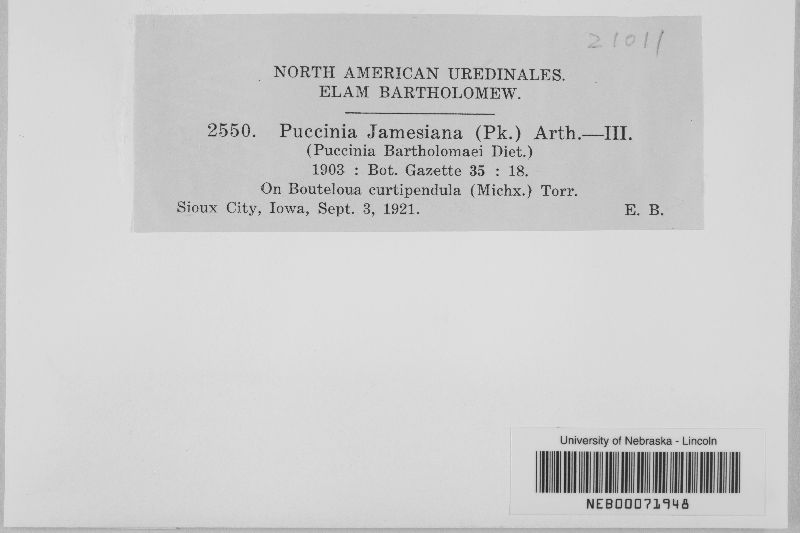 21011
NORTH AMERICAN UREDINALES.
ELAM BARTHOLOMEW.
2550. Puccinia Jamesiana (Pk.) Arth.—III.
(Puccinia Bartholomaei Diet.)
1903 : Bot. Gazette 35 : 18.
On Bouteloua curtipendula (Michx.) Torr.
Sioux City, Iowa, Sept. 3, 1921. E. B.
University of Nebraska - Lincoln
NEB00071948